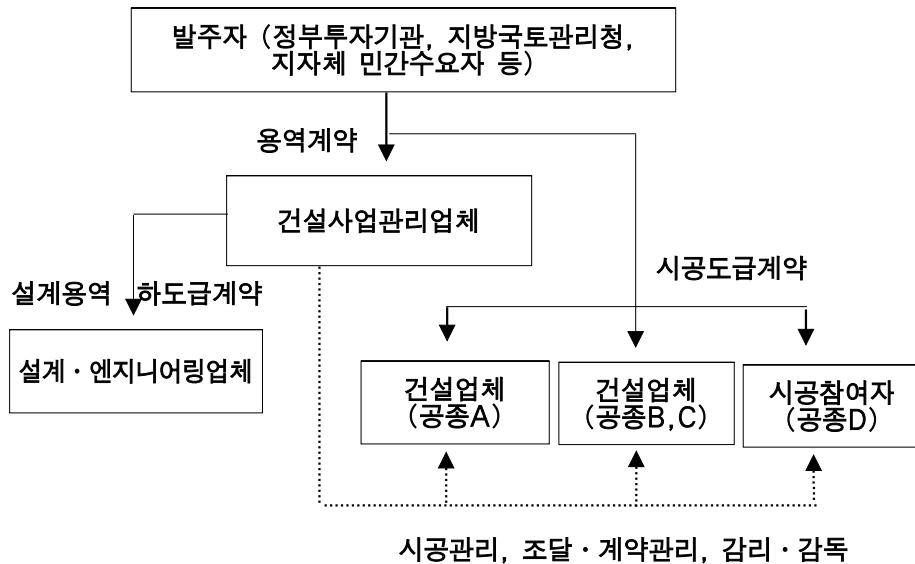 발주자 (정부투자기관, 지방국토관리청,
지자체 민간수요자 등)
용역계약
건설사업관리업체
시공도급계약
설계용역 하도급계약
설계·엔지니어링업체
건설업체
(공종A)
건설업체
(공종B,C)
시공참여자
(공종D)
시공관리, 조달·계약관리, 감리·감독